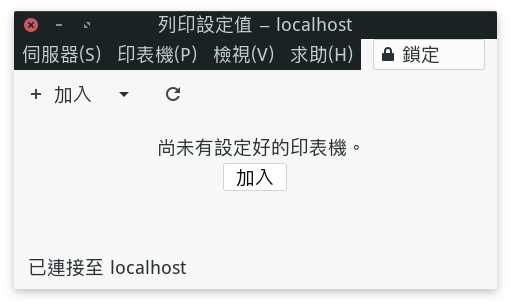 列印設定值 – localhost
伺服器(S) 印表機(P) 檢視(V) 求助(H) 鎖定
+ 加入
尚未有設定好的印表機。
加入
已連接至 localhost